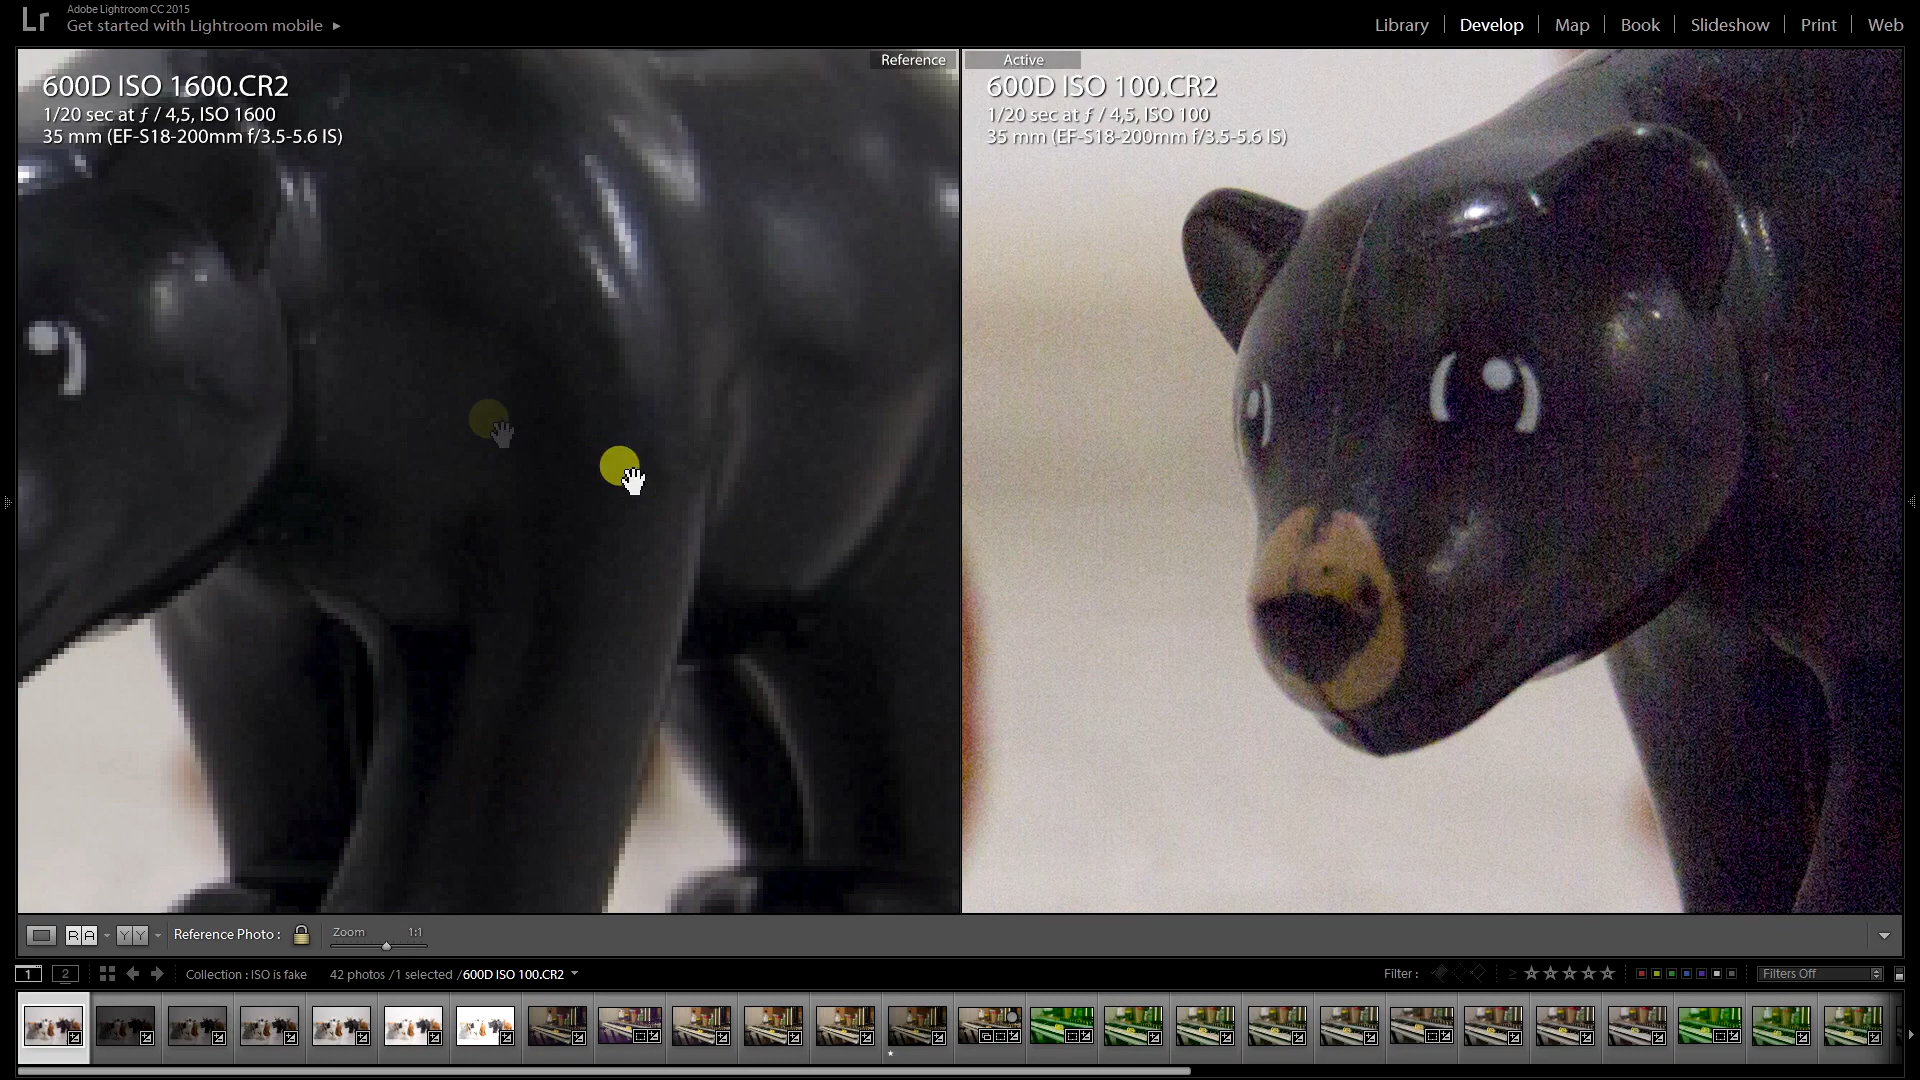 Lr
Adobe Lightroom CC 2015
Get started with Lightroom mobile
Library
Develop
Map
Book
Slideshow
Print
Web
Reference
600D ISO 1600.CR2
1/20 sec at ƒ / 4,5, ISO 1600
35 mm (EF-S18-200mm f/3.5-5.6 IS)
Active
600D ISO 100.CR2
1/20 sec at ƒ / 4,5, ISO 100
35 mm (EF-S18-200mm f/3.5-5.6 IS)
R A
Y Y
Reference Photo :
Zoom 1:1
1
2
Collection : ISO is fake
42 photos /1 selected /600D ISO 100.CR2
Filter :
Filters Off